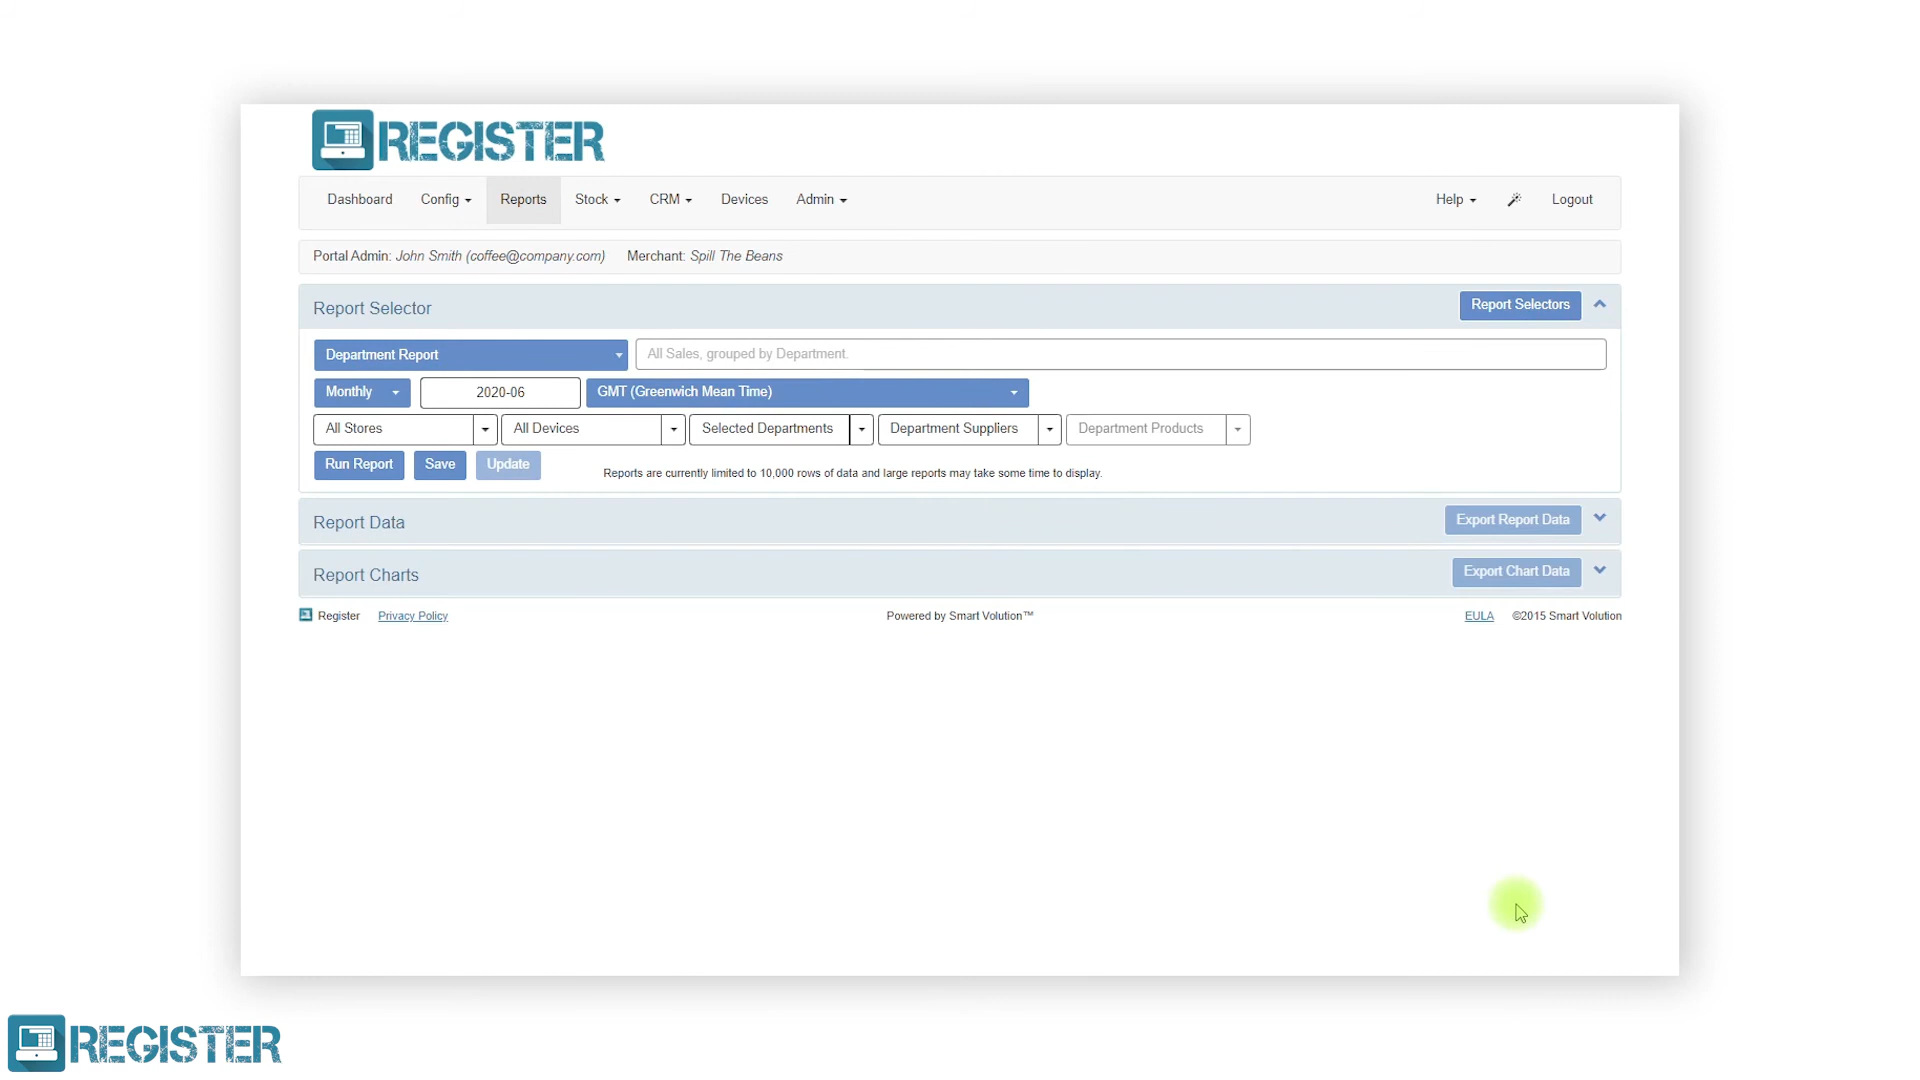 REGISTER
Dashboard Config Reports Stock CRM Devices Admin Help Logout
Portal Admin: John Smith (coffee@company.com) Merchant: Spill The Beans
Report Selector Report Selectors
Department Report All Sales, grouped by Department.
Monthly 2020-06 GMT (Greenwich Mean Time)
All Stores All Devices Selected Departments Department Suppliers Department Products
Run Report Save Update Reports are currently limited to 10,000 rows of data and large reports may take some time to display.
Report Data Export Report Data
Report Charts Export Chart Data
Register Privacy Policy Powered by Smart Volution™ EULA ©2015 Smart Volution
REGISTER